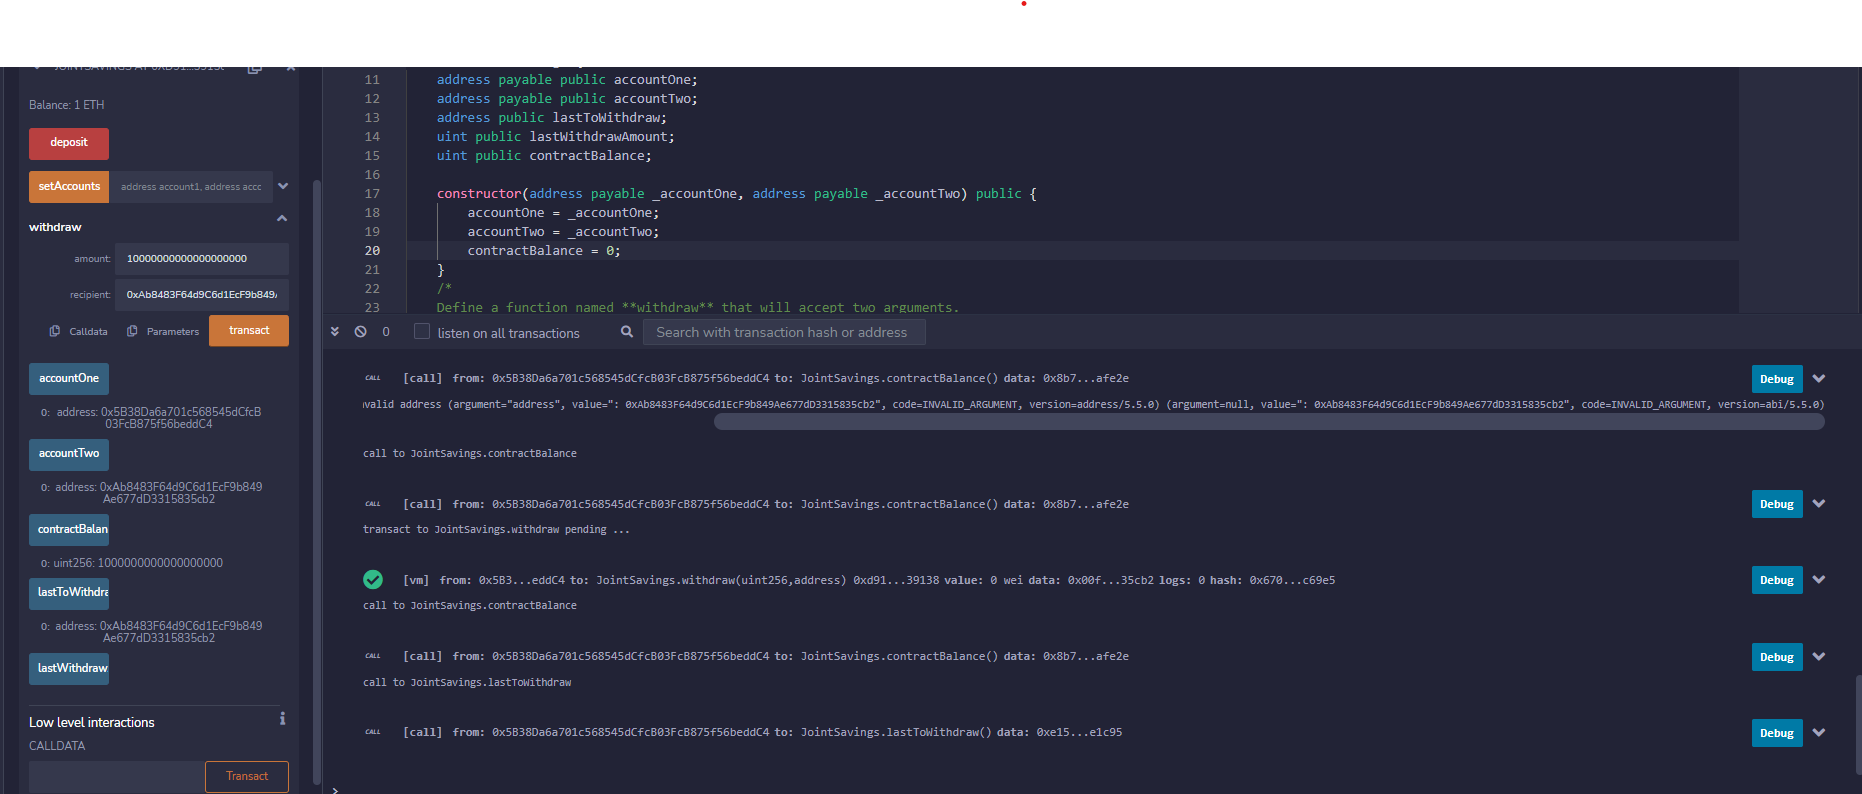 Balance: 1 ETH
deposit
setAccounts address account1, address acco
withdraw
amount: 10000000000000000000
recipient: 0xAb8483F64d9C6d1EcF9b849
Calldata Parameters transact
accountOne
0: address: 0x5B38Da6a701c568545dCfcB
03FcB875f56beddC4
accountTwo
0: address: 0xAb8483F64d9C6d1EcF9b849
Ae677dD3315835cb2
contractBalan
0: uint256: 1000000000000000000
lastToWithdra
0: address: 0xAb8483F64d9C6d1EcF9b849
Ae677dD3315835cb2
lastWithdraw
Low level interactions i
CALLDATA
Transact
11 address payable public accountOne;
12 address payable public accountTwo;
13 address public lastToWithdraw;
14 uint public lastWithdrawAmount;
15 uint public contractBalance;
16
17 constructor(address payable _accountOne, address payable _accountTwo) public {
18 accountOne = _accountOne;
19 accountTwo = _accountTwo;
20 contractBalance = 0;
21 }
22 /*
23 Define a function named **withdraw** that will accept two arguments.
0 listen on all transactions Search with transaction hash or address
CALL [call] from: 0x5B38Da6a701c568545dCfcB03FcB875f56beddC4 to: JointSavings.contractBalance() data: 0x8b7...afe2e Debug
nvalid address (argument="address", value=": 0xAb8483F64d9C6d1EcF9b849Ae677dD3315835cb2", code=INVALID_ARGUMENT, version=address/5.5.0) (argument=null, value=": 0xAb8483F64d9C6d1EcF9b849Ae677dD3315835cb2", code=INVALID_ARGUMENT, version=abi/5.5.0)
call to JointSavings.contractBalance
CALL [call] from: 0x5B38Da6a701c568545dCfcB03FcB875f56beddC4 to: JointSavings.contractBalance() data: 0x8b7...afe2e Debug
transact to JointSavings.withdraw pending ...
[vm] from: 0x5B3...eddC4 to: JointSavings.withdraw(uint256,address) 0xd91...39138 value: 0 wei data: 0x00f...35cb2 logs: 0 hash: 0x670...c69e5 Debug
call to JointSavings.contractBalance
CALL [call] from: 0x5B38Da6a701c568545dCfcB03FcB875f56beddC4 to: JointSavings.contractBalance() data: 0x8b7...afe2e Debug
call to JointSavings.lastToWithdraw
CALL [call] from: 0x5B38Da6a701c568545dCfcB03FcB875f56beddC4 to: JointSavings.lastToWithdraw() data: 0xe15...e1c95 Debug
>